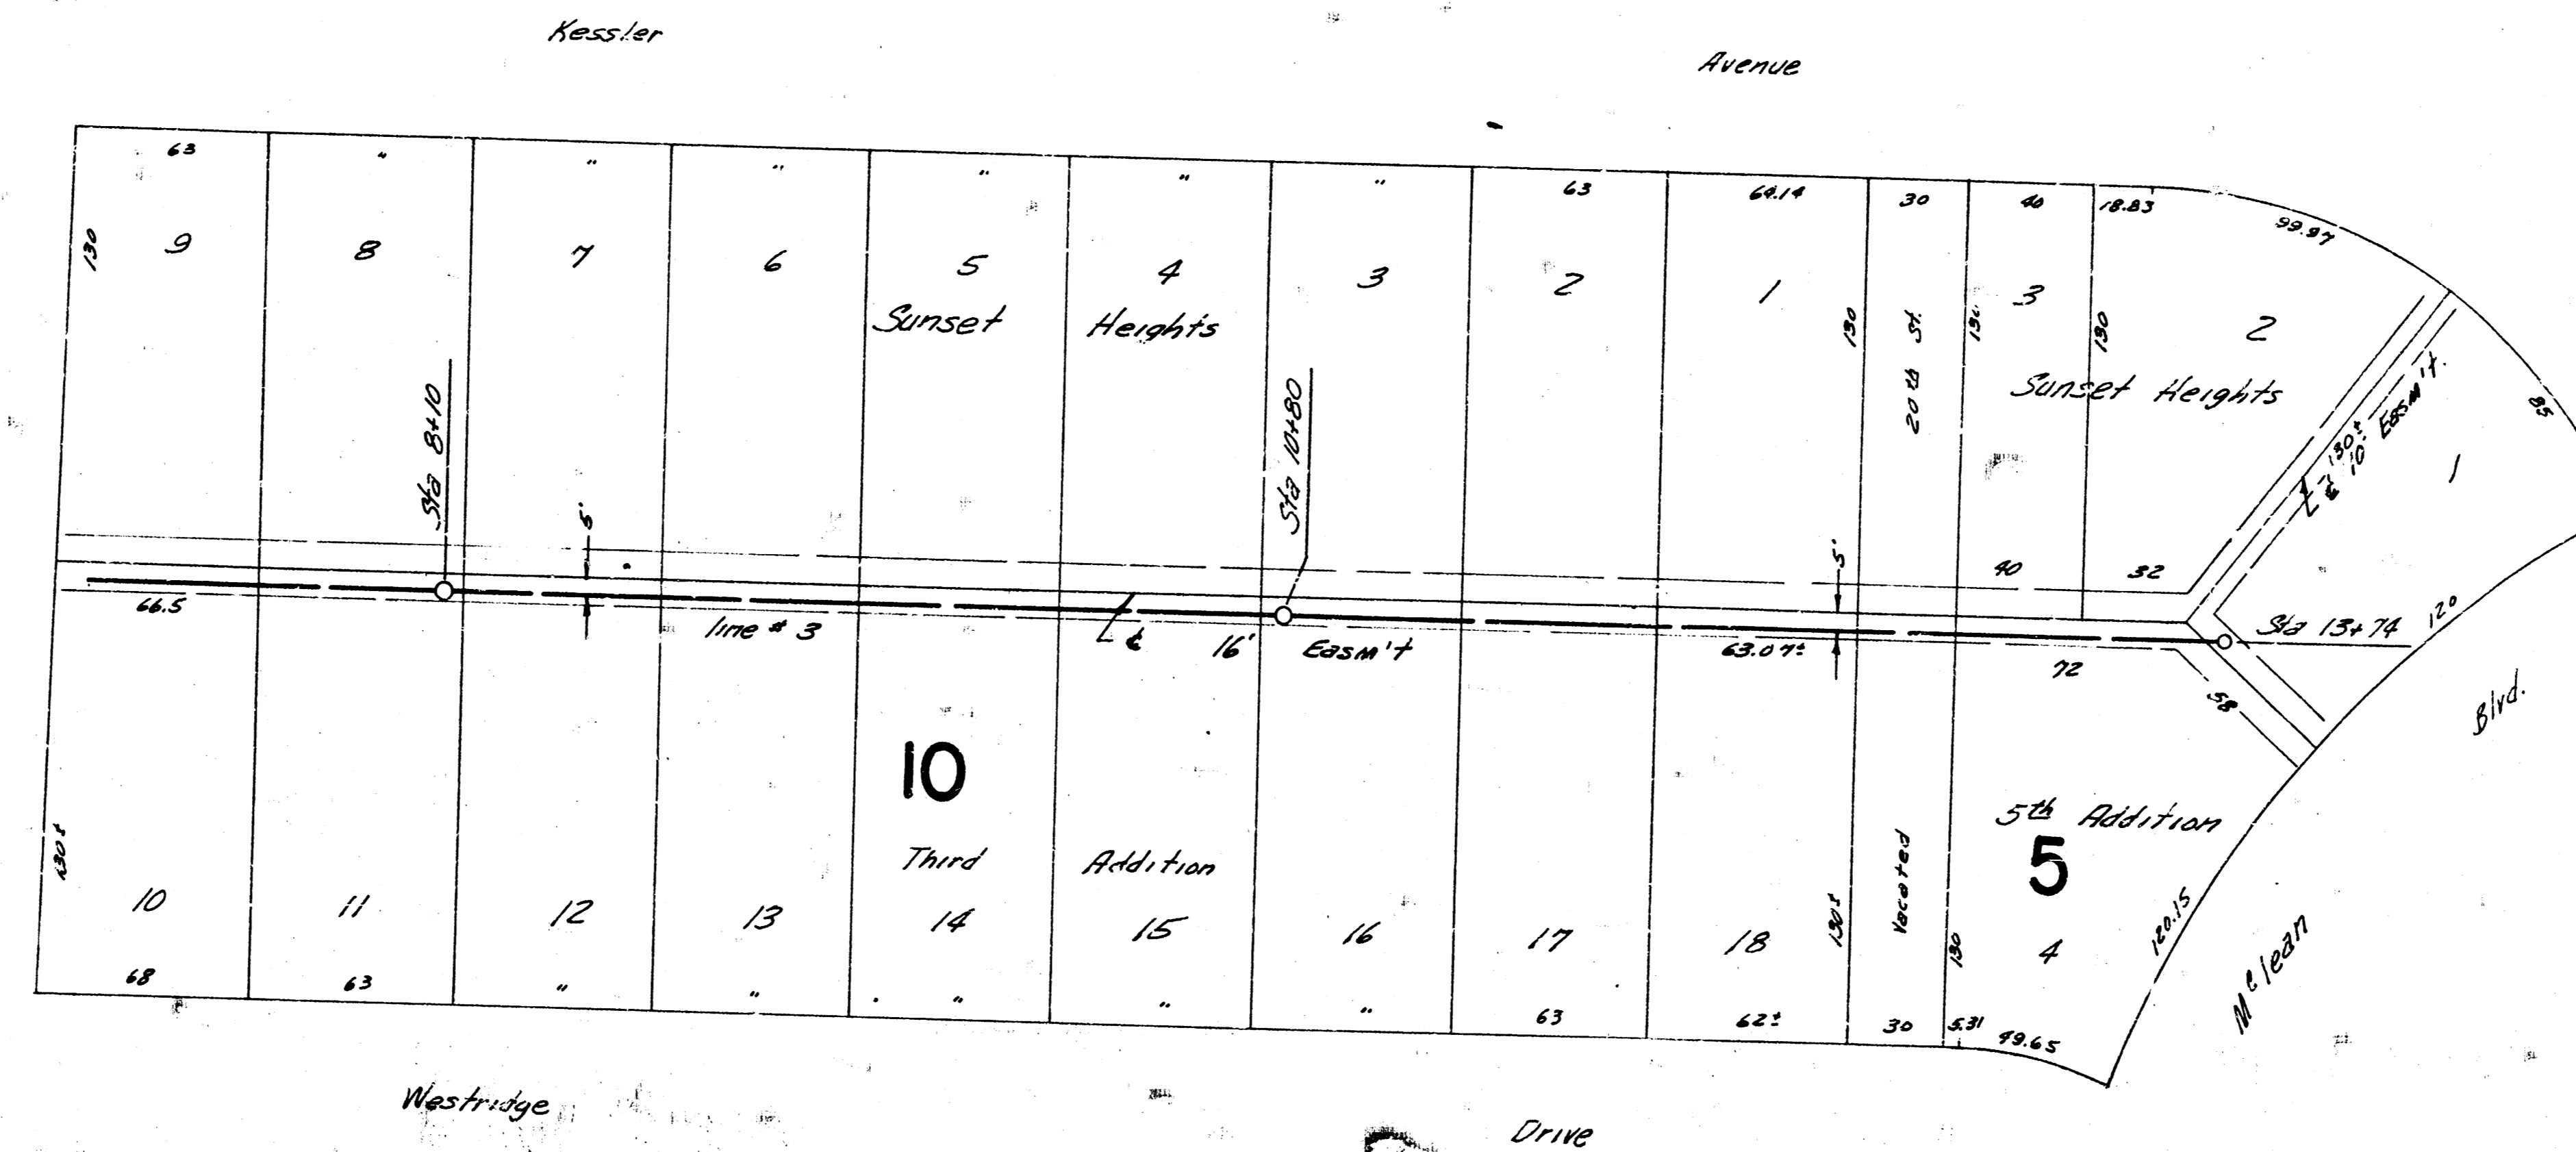 Kessler
Avenue
63 " " " " " " 63 64.14 30 40 18.83
99.97
130
9 8 7 6 5 4 3 2 1 3 2
Sunset Heights
130 20th St. 130 130
Sunset Heights
85
1
130±
10' Easm't.
Sta 8+10
Sta 10+80
5'
5'
40 32
66.5
line # 3
℄ 16' Easm't
63.07±
72
Sta 13+74
120
58
Blvd.
10
Third Addition
5th Addition
5
130±
10 11 12 13 14 15 16 17 18
130±
Vacated
130
4
120.15
McLean
68 63 " " " " " 63 62± 30 5.31 49.65
Westridge
Drive